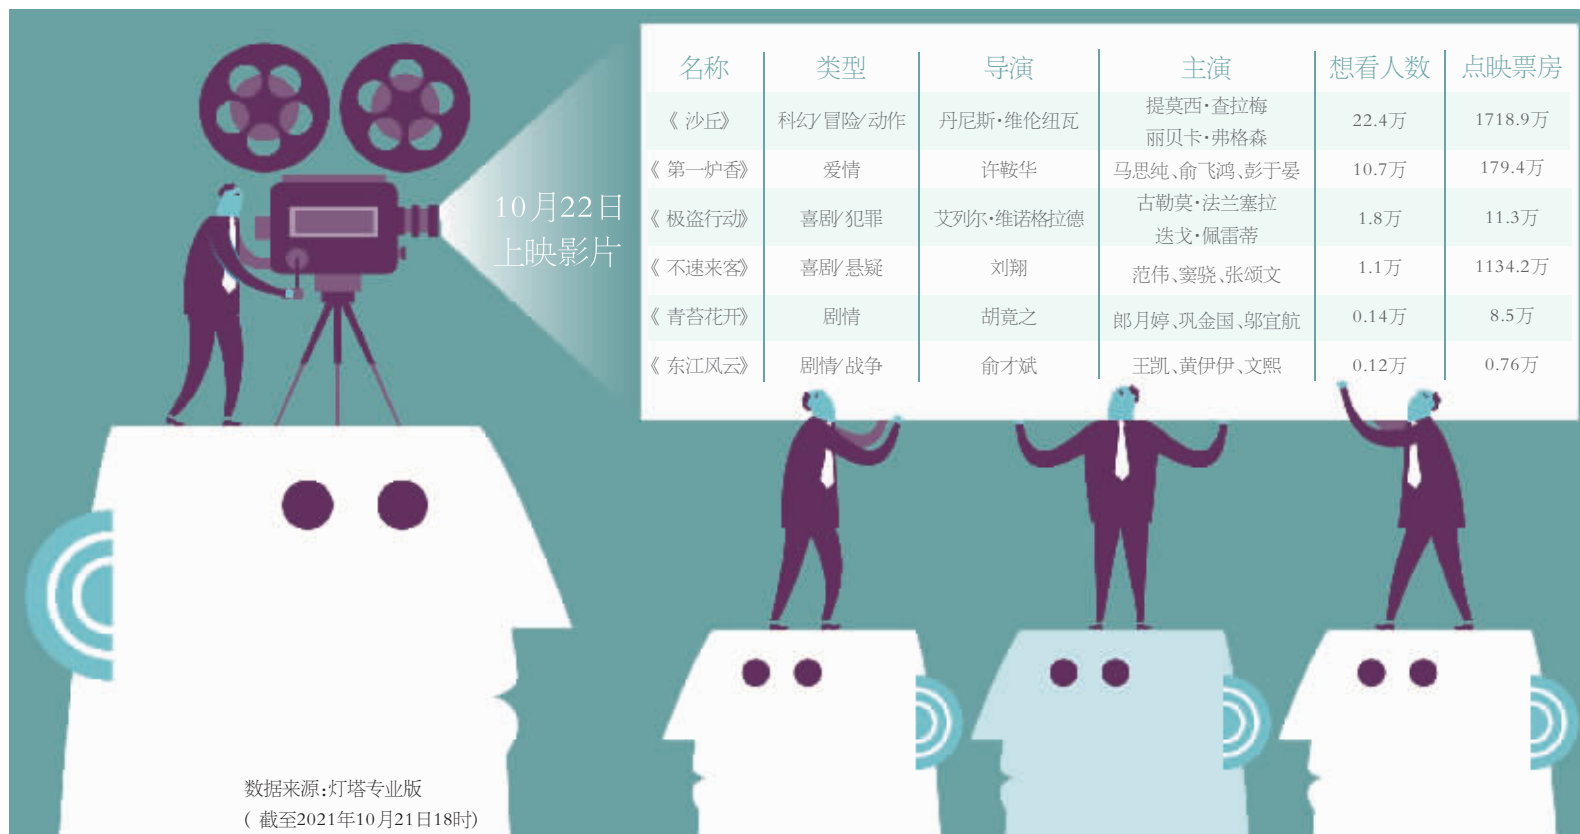 10月22日
上映影片
名称 类型 导演 主演 想看人数 点映票房
《沙丘》 科幻/冒险/动作 丹尼斯·维伦纽瓦 提莫西·查拉梅 22.4万 1718.9万
丽贝卡·弗格森
《第一炉香》 爱情 许鞍华 马思纯、俞飞鸿、彭于晏 10.7万 179.4万
《极盗行动》 喜剧/犯罪 艾列尔·维诺格拉德 古勒莫·法兰塞拉 1.8万 11.3万
迭戈·佩雷蒂
《不速来客》 喜剧/悬疑 刘翔 范伟、窦骁、张颂文 1.1万 1134.2万
《青苔花开》 剧情 胡竟之 郎月婷、巩金国、邬宜航 0.14万 8.5万
《东江风云》 剧情/战争 俞才斌 王凯、黄伊伊、文熙 0.12万 0.76万
数据来源:灯塔专业版
(截至2021年10月21日18时)